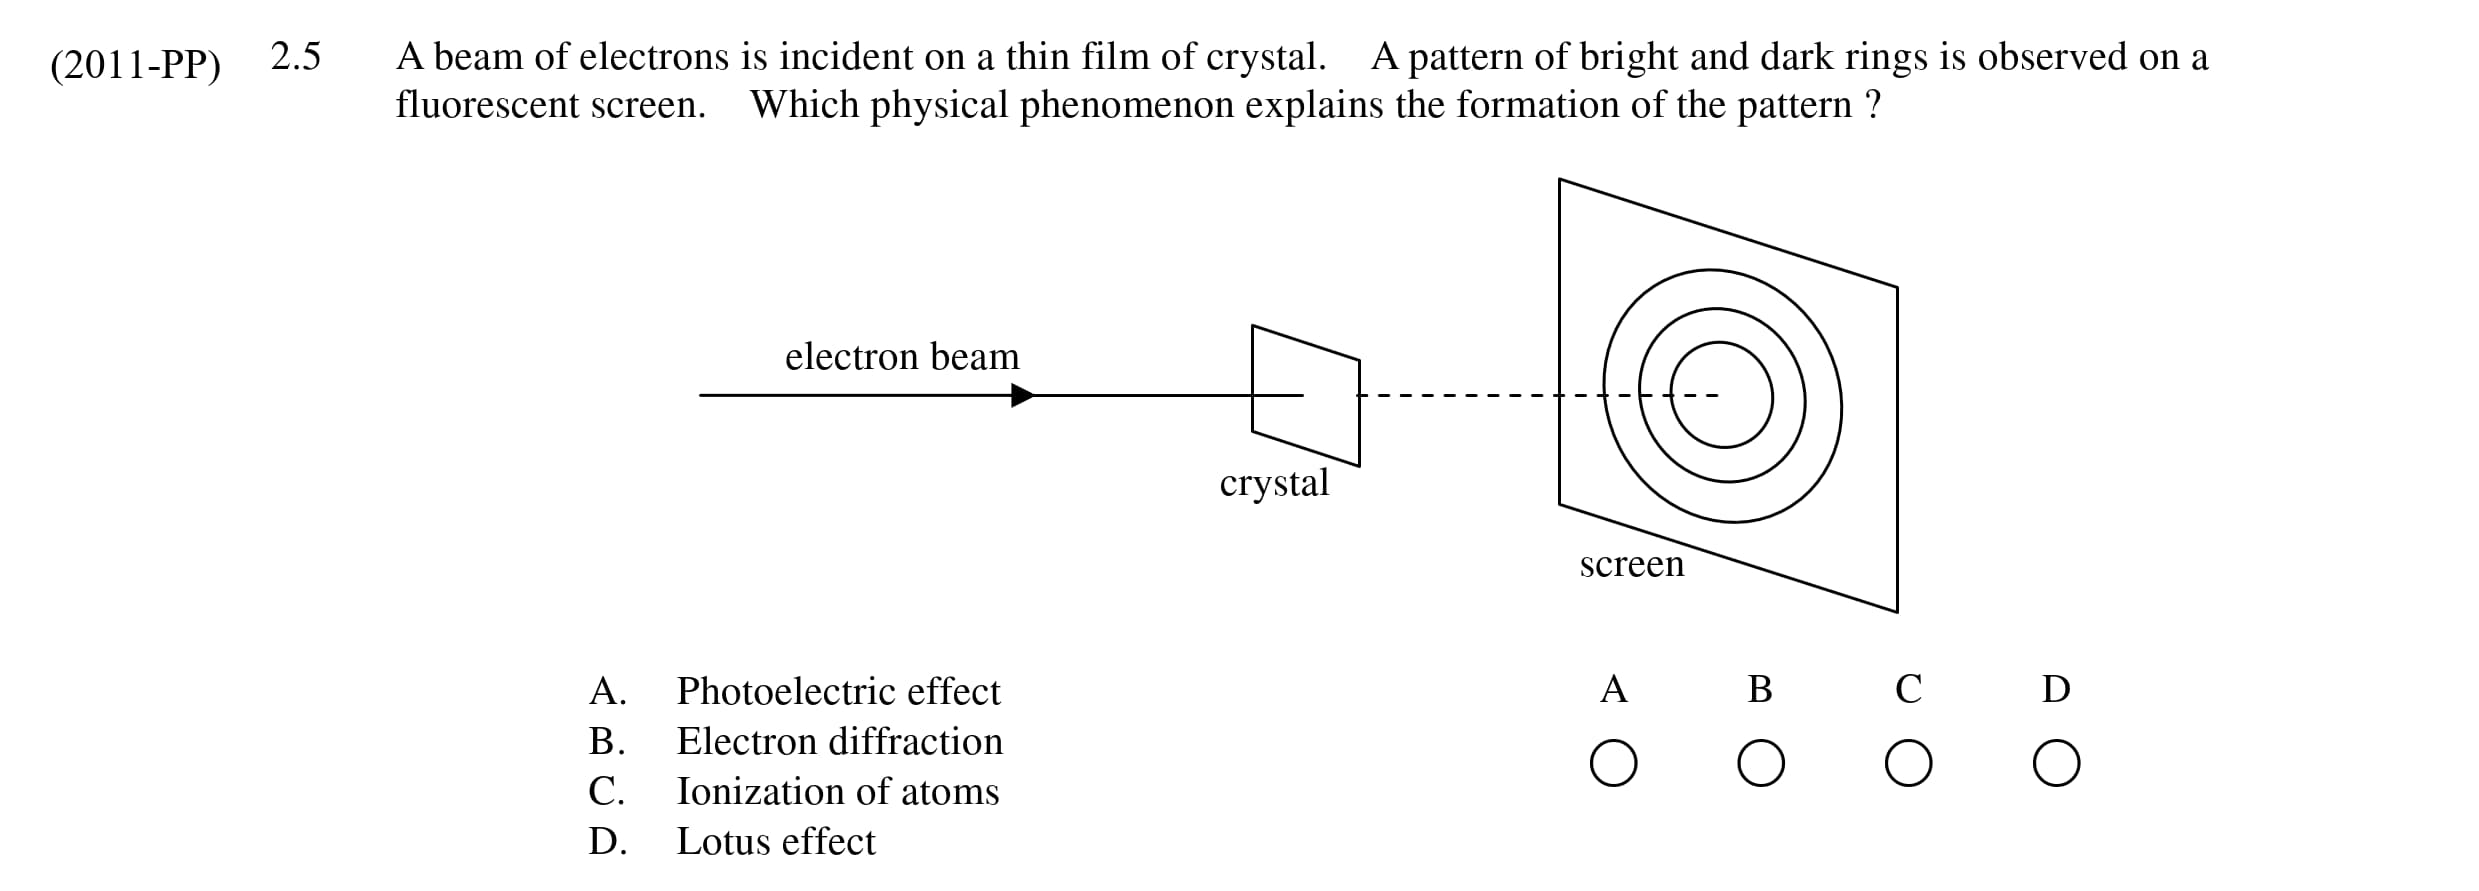 (2011-PP) 2.5 A beam of electrons is incident on a thin film of crystal. A pattern of bright and dark rings is observed on a
fluorescent screen. Which physical phenomenon explains the formation of the pattern ?
electron beam
crystal
screen
A. Photoelectric effect
B. Electron diffraction
C. Ionization of atoms
D. Lotus effect
A B C D